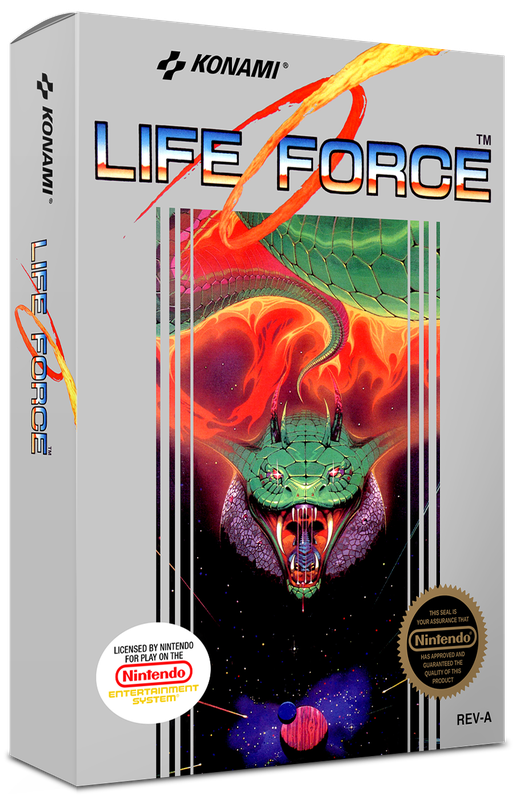 KONAMI®
LIFE FORCE™
KONAMI®
LIFE FORCE™
LICENSED BY NINTENDO
FOR PLAY ON THE
Nintendo®
ENTERTAINMENT
SYSTEM®
THIS SEAL IS
YOUR ASSURANCE THAT
Nintendo®
HAS APPROVED AND
GUARANTEED THE
QUALITY OF THIS
PRODUCT
REV-A